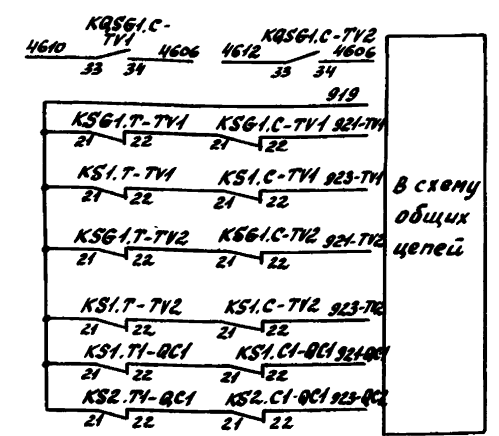 KQSG1.C-TV1
KQSG1.C-TV2
4610 33 34 4606
4612 33 34 4606
919
KSG1.T-TV1 KSG1.C-TV1 921-TV1
21 22 21 22
KS1.T-TV1 KS1.C-TV1 923-TV1
21 22 21 22
KSG1.T-TV2 KSG1.C-TV2 921-TV2
21 22 21 22
KS1.T-TV2 KS1.C-TV2 923-TV2
21 22 21 22
KS1.T1-QC1 KS1.C1-QC1 921-QC1
21 22 21 22
KS2.T1-QC1 KS2.C1-QC1 923-QC2
21 22 21 22
В схему
общих
цепей